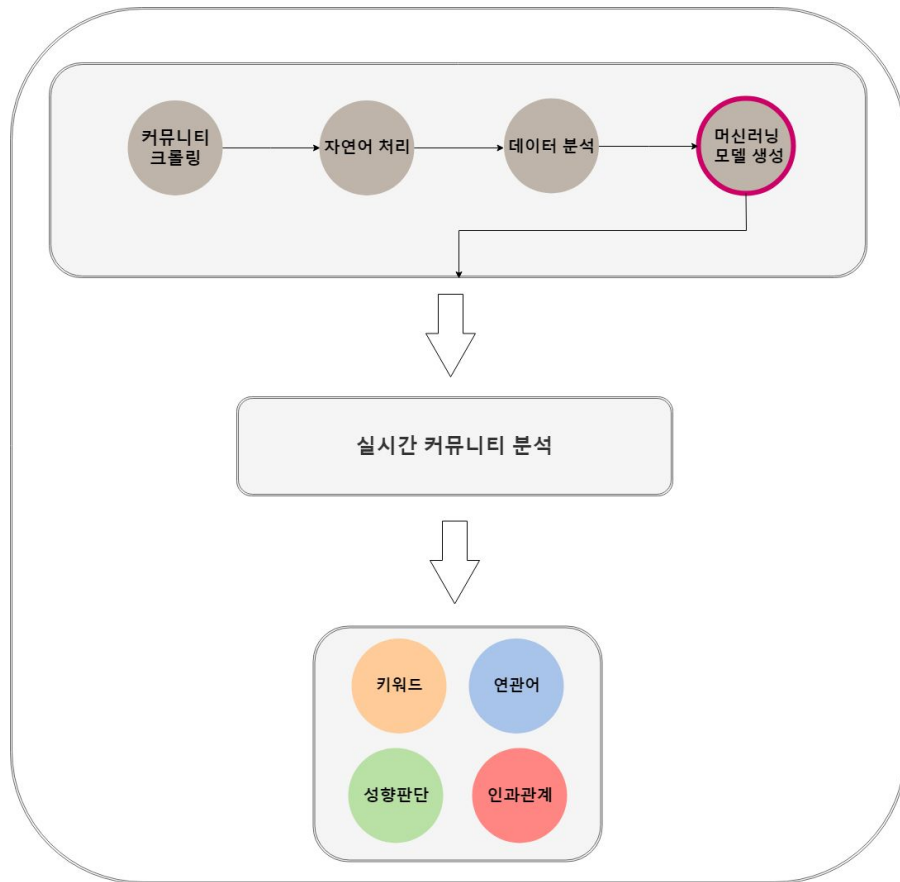 커뮤니티
크롤링
자연어 처리
데이터 분석
머신러닝
모델 생성
실시간 커뮤니티 분석
키워드
연관어
성향판단
인과관계